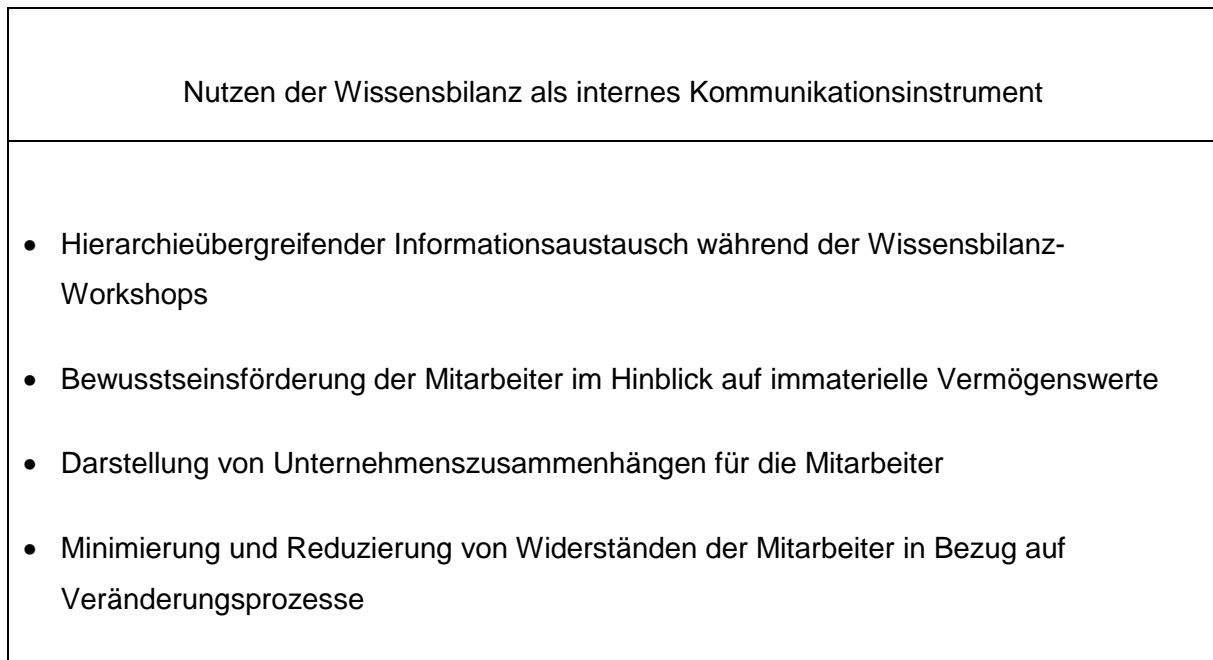 Nutzen der Wissensbilanz als internes Kommunikationsinstrument
• Hierarchieübergreifender Informationsaustausch während der Wissensbilanz-
Workshops
• Bewusstseinsförderung der Mitarbeiter im Hinblick auf immaterielle Vermögenswerte
• Darstellung von Unternehmenszusammenhängen für die Mitarbeiter
• Minimierung und Reduzierung von Widerständen der Mitarbeiter in Bezug auf
Veränderungsprozesse